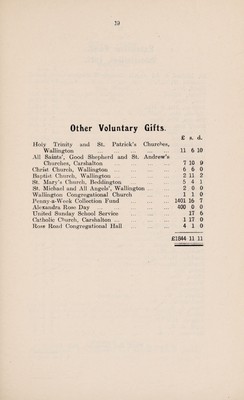 39
Other Voluntary Gifts.
£ s. d.
Holy Trinity and St. Patrick's Churches,
Wallington ... ... ... ... 11 6 10
All Saints', Good Shepherd and St. Andrew's
Churches, Carshalton ... ... ... 7 10 9
Christ Church, Wallington ... ... ... 6 6 0
Baptist Church, Wallington ... ... ... 2 11 2
St. Mary's Church, Beddington ... ... 5 4 1
St. Michael and All Angels', Wallington ... 2 0 0
Wallington Congregational Church ... 1 1 0
Penny-a-Week Collection Fund ... ... 1401 16 7
Alexandra Rose Day ... ... ... ... 400 0 0
United Sunday School Service ... ... 17 6
Catholic Church, Carshalton ... ... ... 1 17 0
Rose Road Congregational Hall ... ... 4 1 0
£1844 11 11